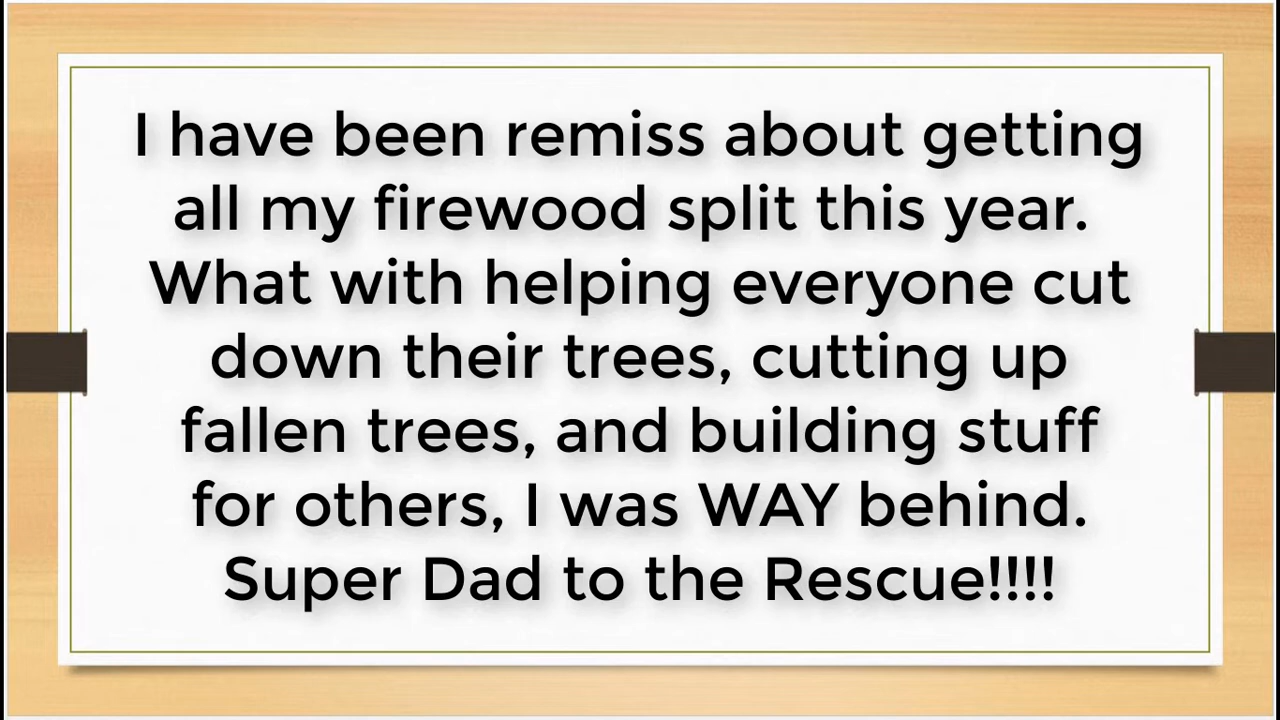 I have been remiss about getting
all my firewood split this year.
What with helping everyone cut
down their trees, cutting up
fallen trees, and building stuff
for others, I was WAY behind.
Super Dad to the Rescue!!!!